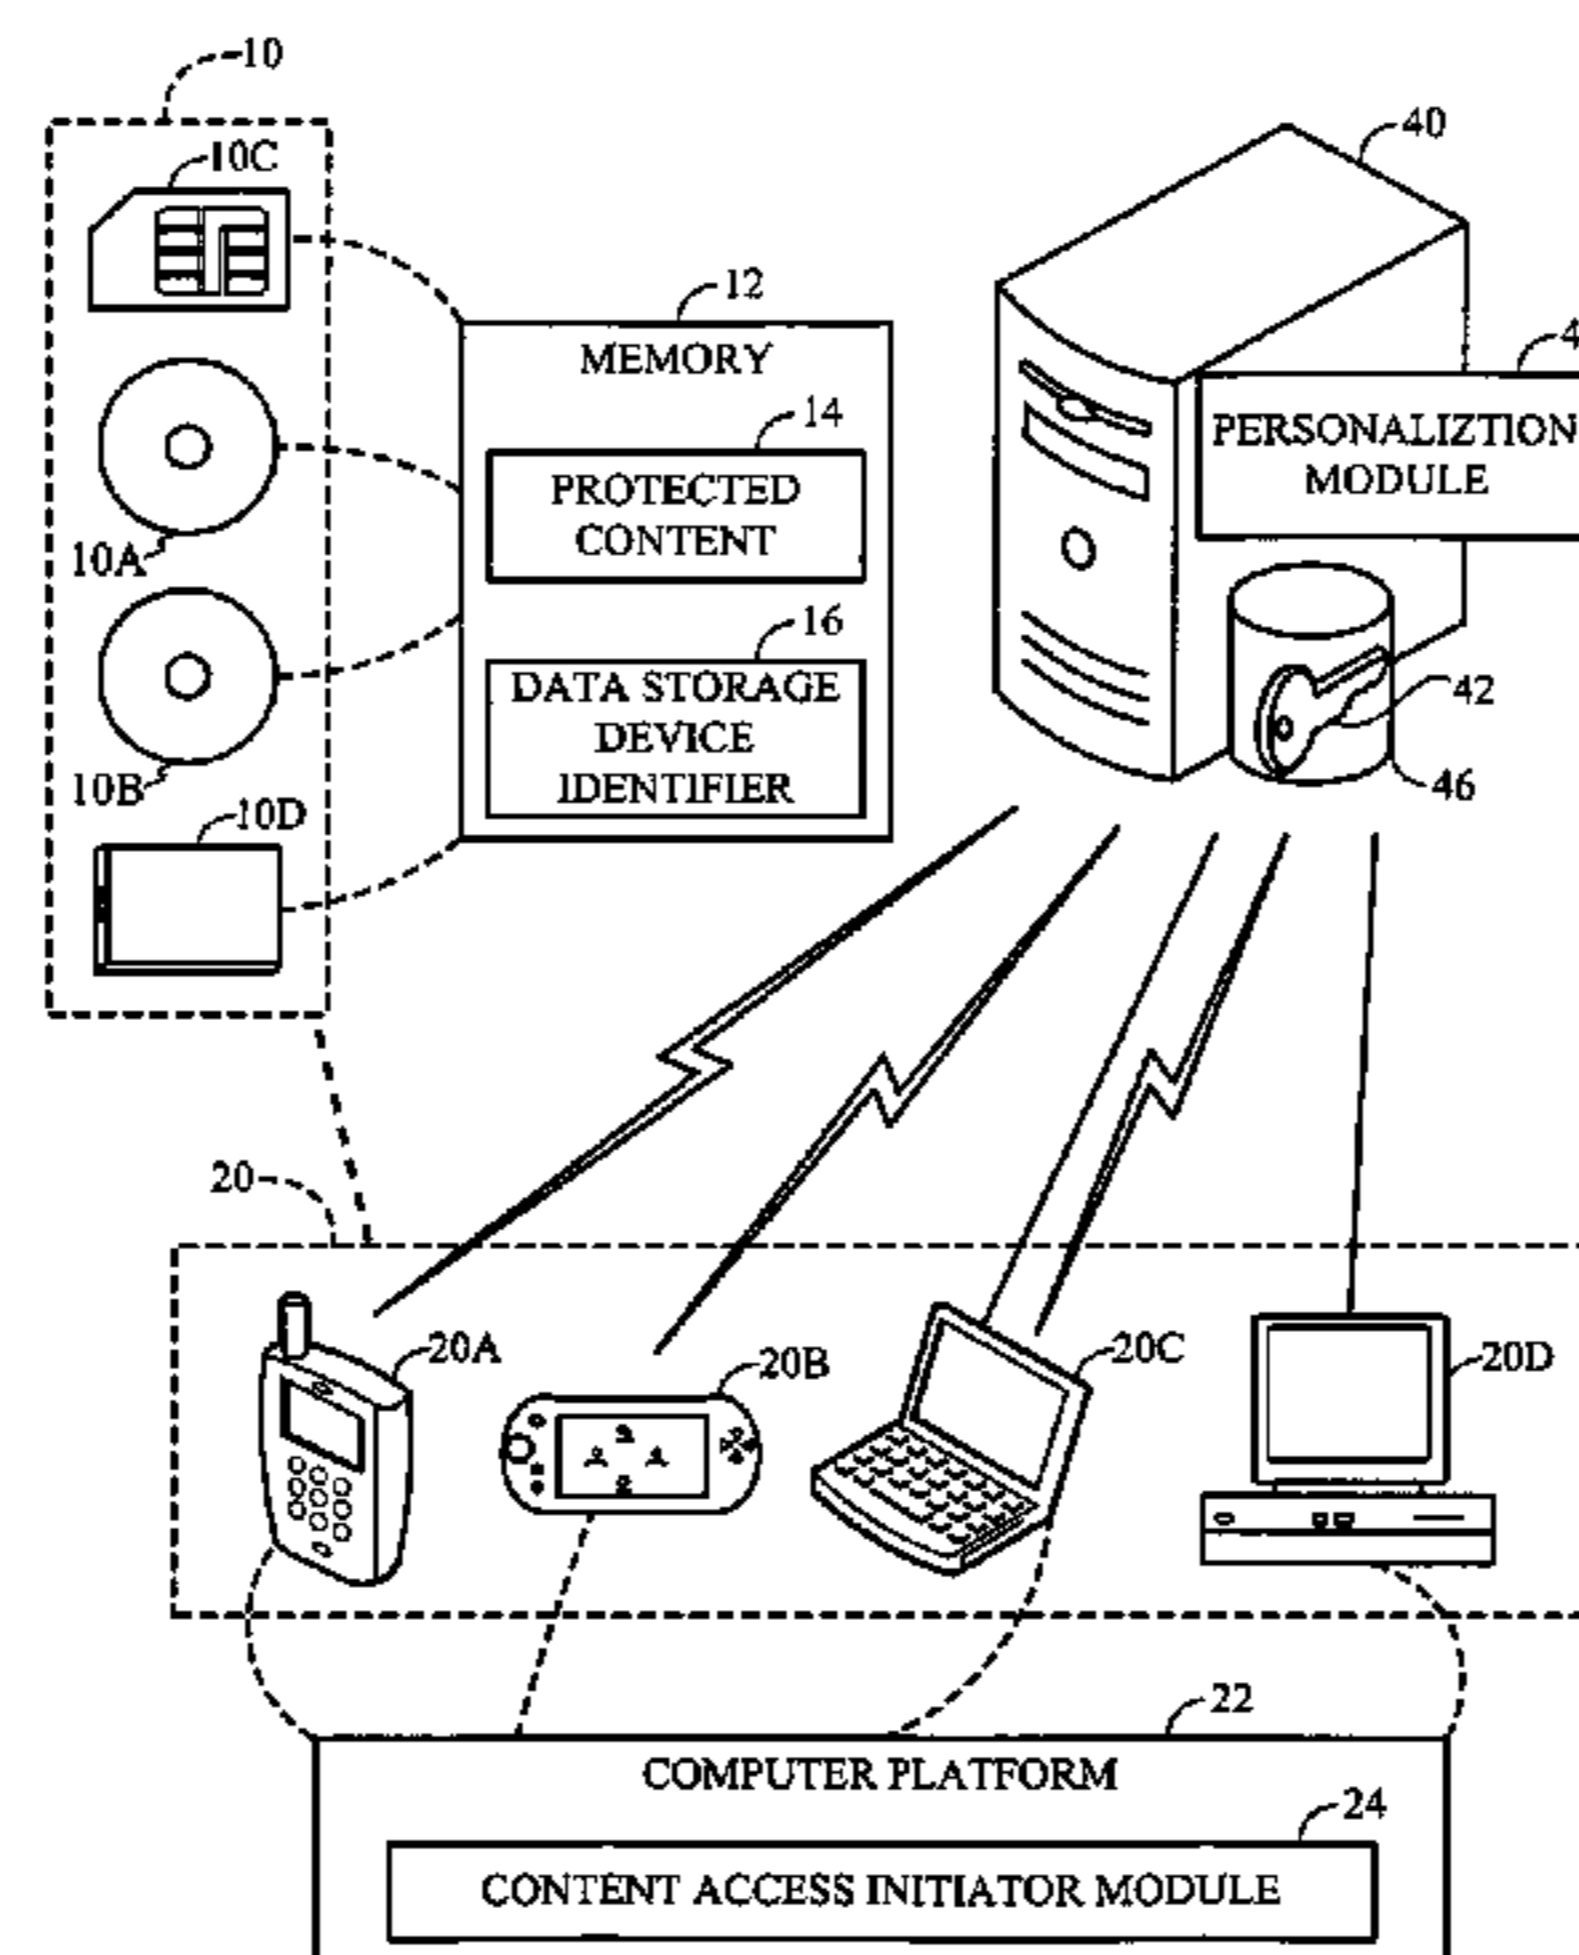 10
10C
40
12
MEMORY
4
14
PERSONALIZTION
MODULE
PROTECTED
CONTENT
10A
16
DATA STORAGE
DEVICE
IDENTIFIER
42
10B
46
10D
20
20A
20B
20C
20D
22
COMPUTER PLATFORM
24
CONTENT ACCESS INITIATOR MODULE